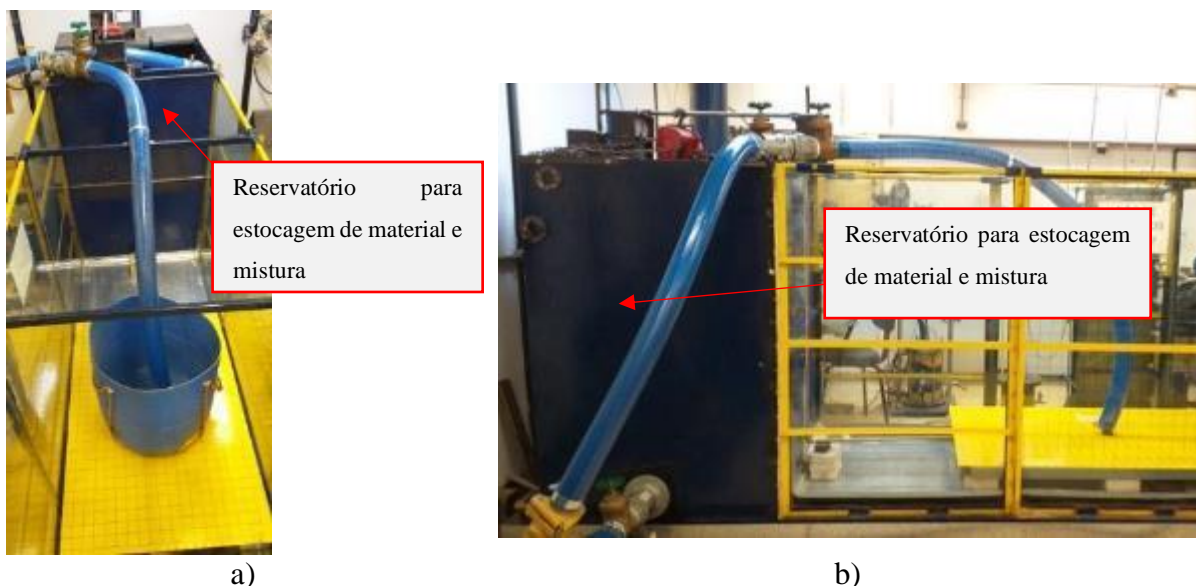 Reservatório para
estocagem de material e
mistura
Reservatório para estocagem
de material e mistura
a)
b)